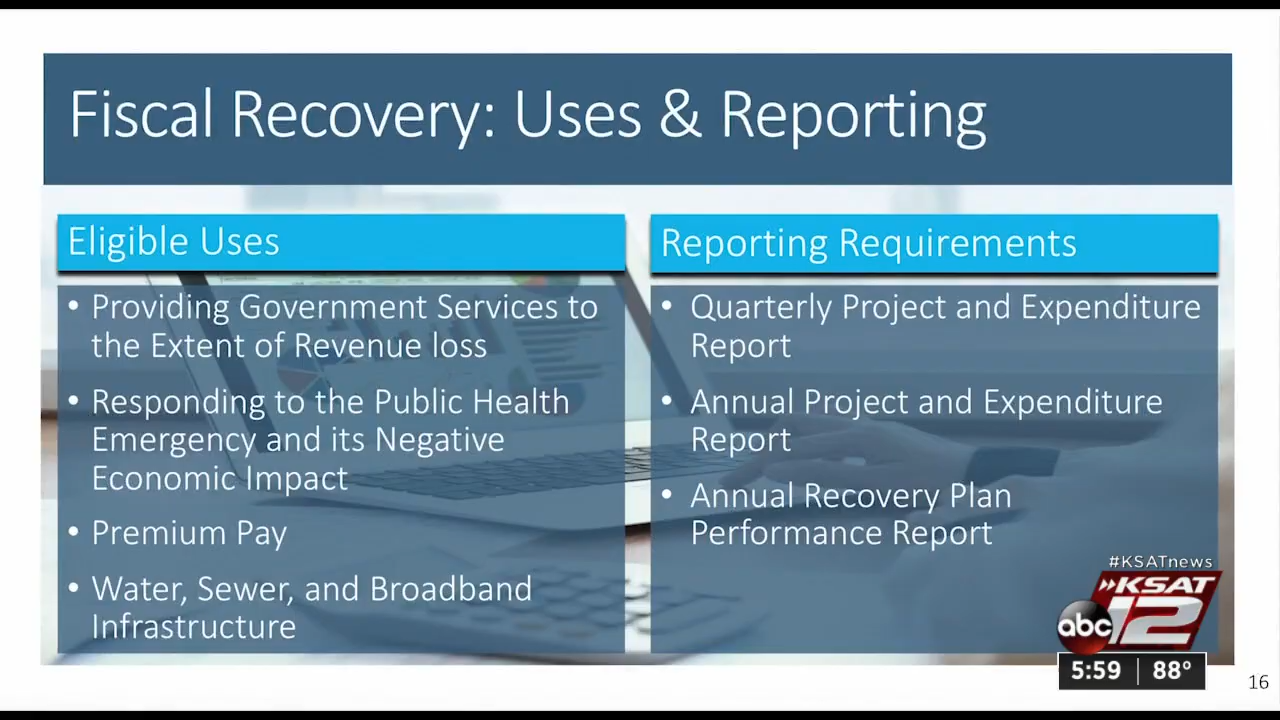 Fiscal Recovery: Uses & Reporting
Eligible Uses
• Providing Government Services to
the Extent of Revenue loss
• Responding to the Public Health
Emergency and its Negative
Economic Impact
• Premium Pay
• Water, Sewer, and Broadband
Infrastructure
Reporting Requirements
• Quarterly Project and Expenditure
Report
• Annual Project and Expenditure
Report
• Annual Recovery Plan
Performance Report
#KSATnews
KSAT
abc 12
5:59 88°
16